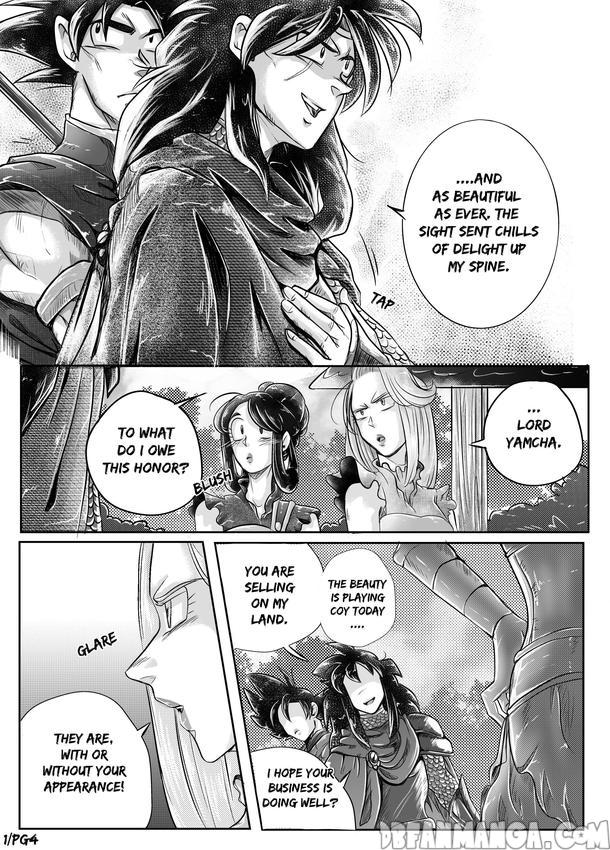 ....AND
AS BEAUTIFUL
AS EVER, THE
SIGHT SENT CHILLS
OF DELIGHT UP
MY SPINE.
TAP
TO WHAT
DO I OWE
THIS HONOR?
BLUSH
...
LORD
YAMCHA.
GLARE
THEY ARE,
WITH OR
WITHOUT YOUR
APPEARANCE!
YOU ARE
SELLING
ON MY
LAND.
THE BEAUTY
IS PLAYING
COY TODAY
....
I HOPE YOUR
BUSINESS IS
DOING WELL?
1/PG4
DBFANMANGA.COM